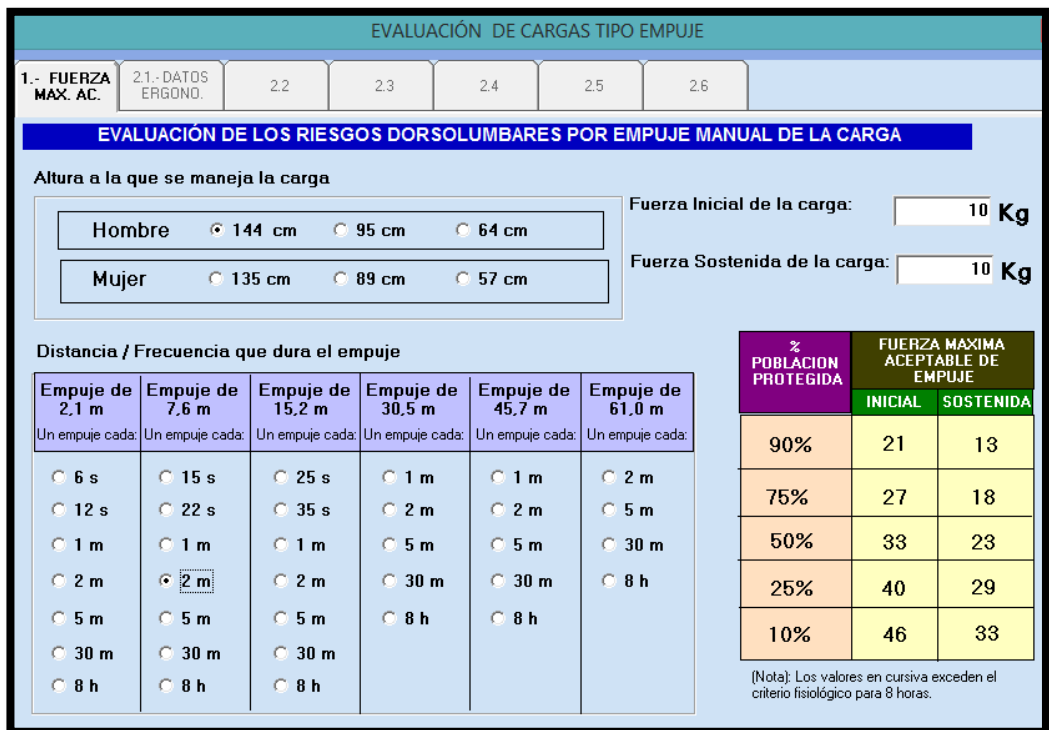 EVALUACIÓN DE CARGAS TIPO EMPUJE
1.- FUERZA MAX. AC.
2.1.- DATOS ERGONO.
2.2
2.3
2.4
2.5
2.6
EVALUACIÓN DE LOS RIESGOS DORSOLUMBARES POR EMPUJE MANUAL DE LA CARGA
Altura a la que se maneja la carga
Hombre 144 cm 95 cm 64 cm
Mujer 135 cm 89 cm 57 cm
Fuerza Inicial de la carga: 10 Kg
Fuerza Sostenida de la carga: 10 Kg
Distancia / Frecuencia que dura el empuje
Empuje de Empuje de Empuje de Empuje de Empuje de Empuje de
2,1 m 7,6 m 15,2 m 30,5 m 45,7 m 61,0 m
Un empuje cada: Un empuje cada: Un empuje cada: Un empuje cada: Un empuje cada: Un empuje cada:
6 s 15 s 25 s 1 m 1 m 2 m
12 s 22 s 35 s 2 m 2 m 5 m
1 m 1 m 1 m 5 m 5 m 30 m
2 m 2 m 2 m 30 m 30 m 8 h
5 m 5 m 5 m 8 h 8 h
30 m 30 m 30 m
8 h 8 h 8 h
% POBLACION PROTEGIDA
FUERZA MAXIMA ACEPTABLE DE EMPUJE
INICIAL SOSTENIDA
90% 21 13
75% 27 18
50% 33 23
25% 40 29
10% 46 33
(Nota): Los valores en cursiva exceden el
criterio fisiológico para 8 horas.